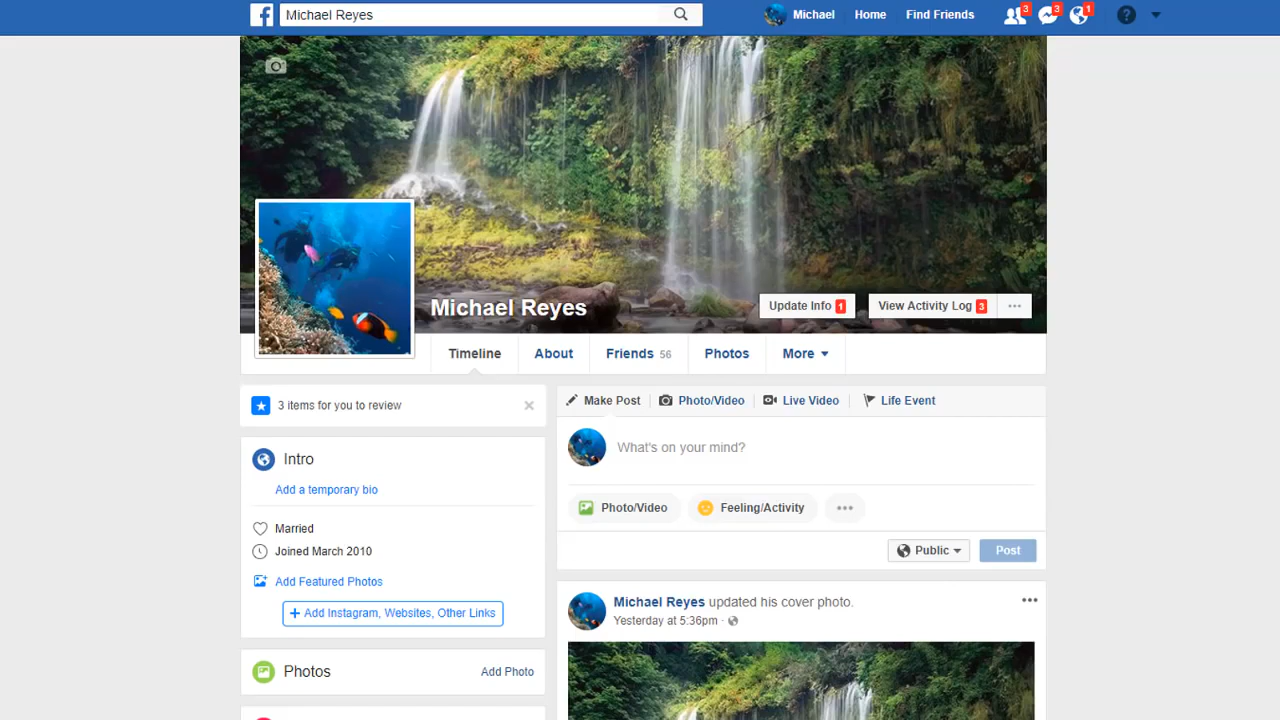 f Michael Reyes
Michael Home Find Friends 3 3 1 ?
Michael Reyes
Update Info 1 View Activity Log 3 ...
Timeline About Friends 56 Photos More
3 items for you to review ×
Make Post Photo/Video Live Video Life Event
Intro
What's on your mind?
Add a temporary bio
Photo/Video Feeling/Activity ...
Married
Joined March 2010
Public Post
Add Featured Photos
+ Add Instagram, Websites, Other Links
Michael Reyes updated his cover photo. ...
Yesterday at 5:36pm ·
Photos Add Photo